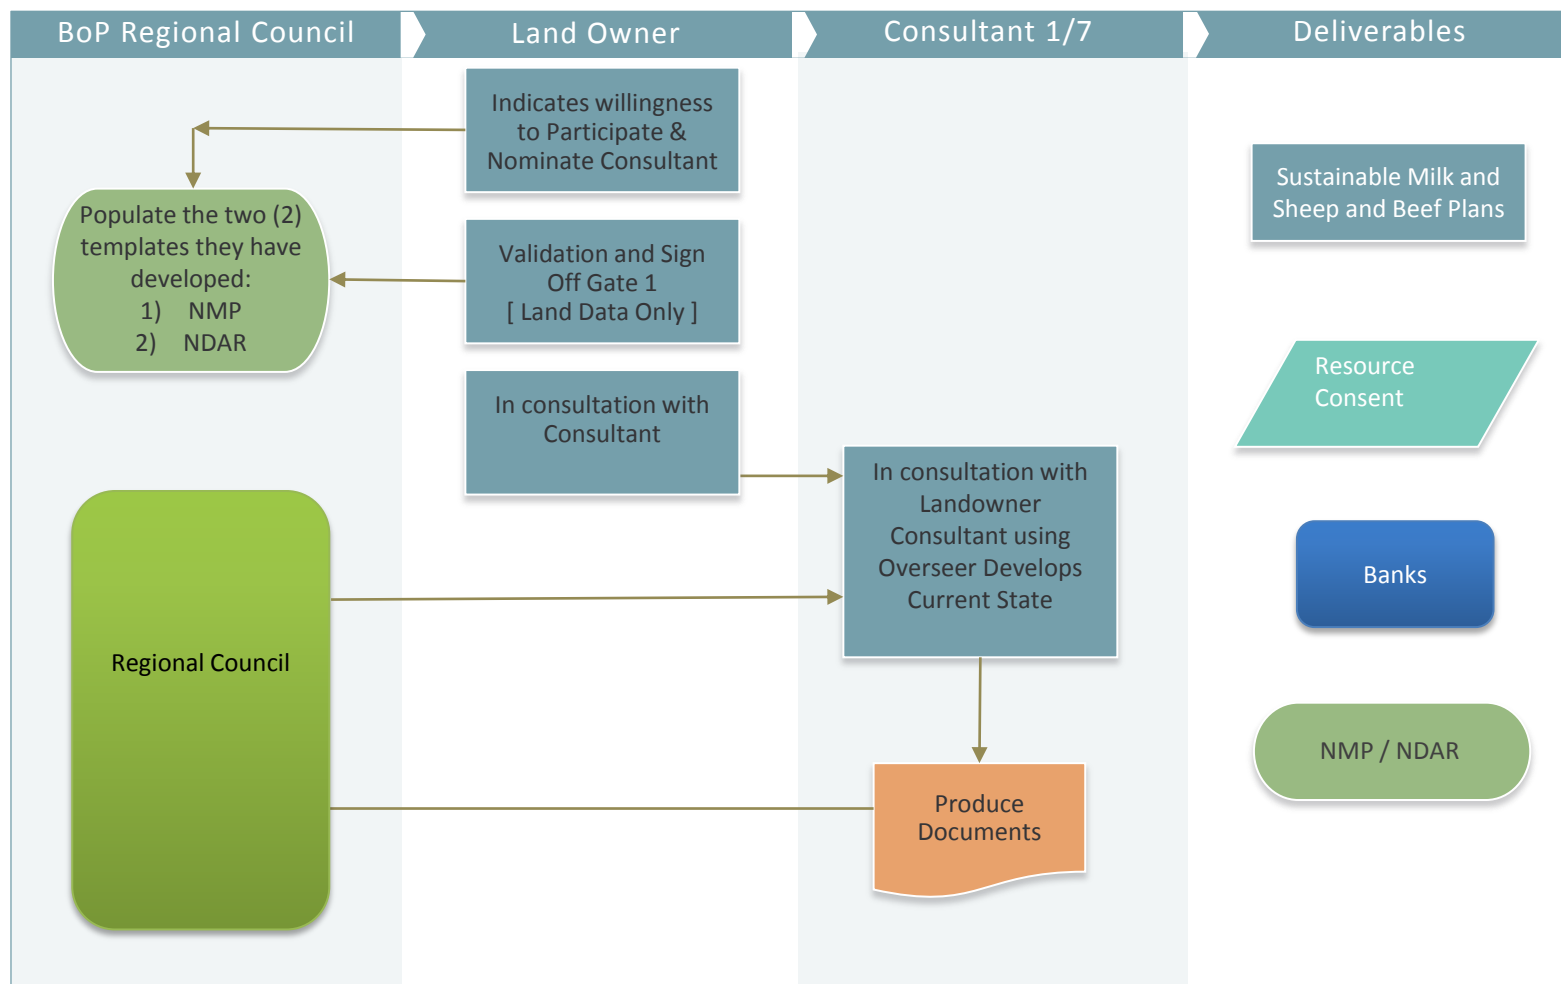 BoP Regional Council
Land Owner
Consultant 1/7
Deliverables
Indicates willingness
to Participate &
Nominate Consultant
Populate the two (2)
templates they have
developed:
1) NMP
2) NDAR
Validation and Sign
Off Gate 1
[ Land Data Only ]
In consultation with
Consultant
Regional Council
In consultation with
Landowner
Consultant using
Overseer Develops
Current State
Produce
Documents
Sustainable Milk and
Sheep and Beef Plans
Resource
Consent
Banks
NMP / NDAR